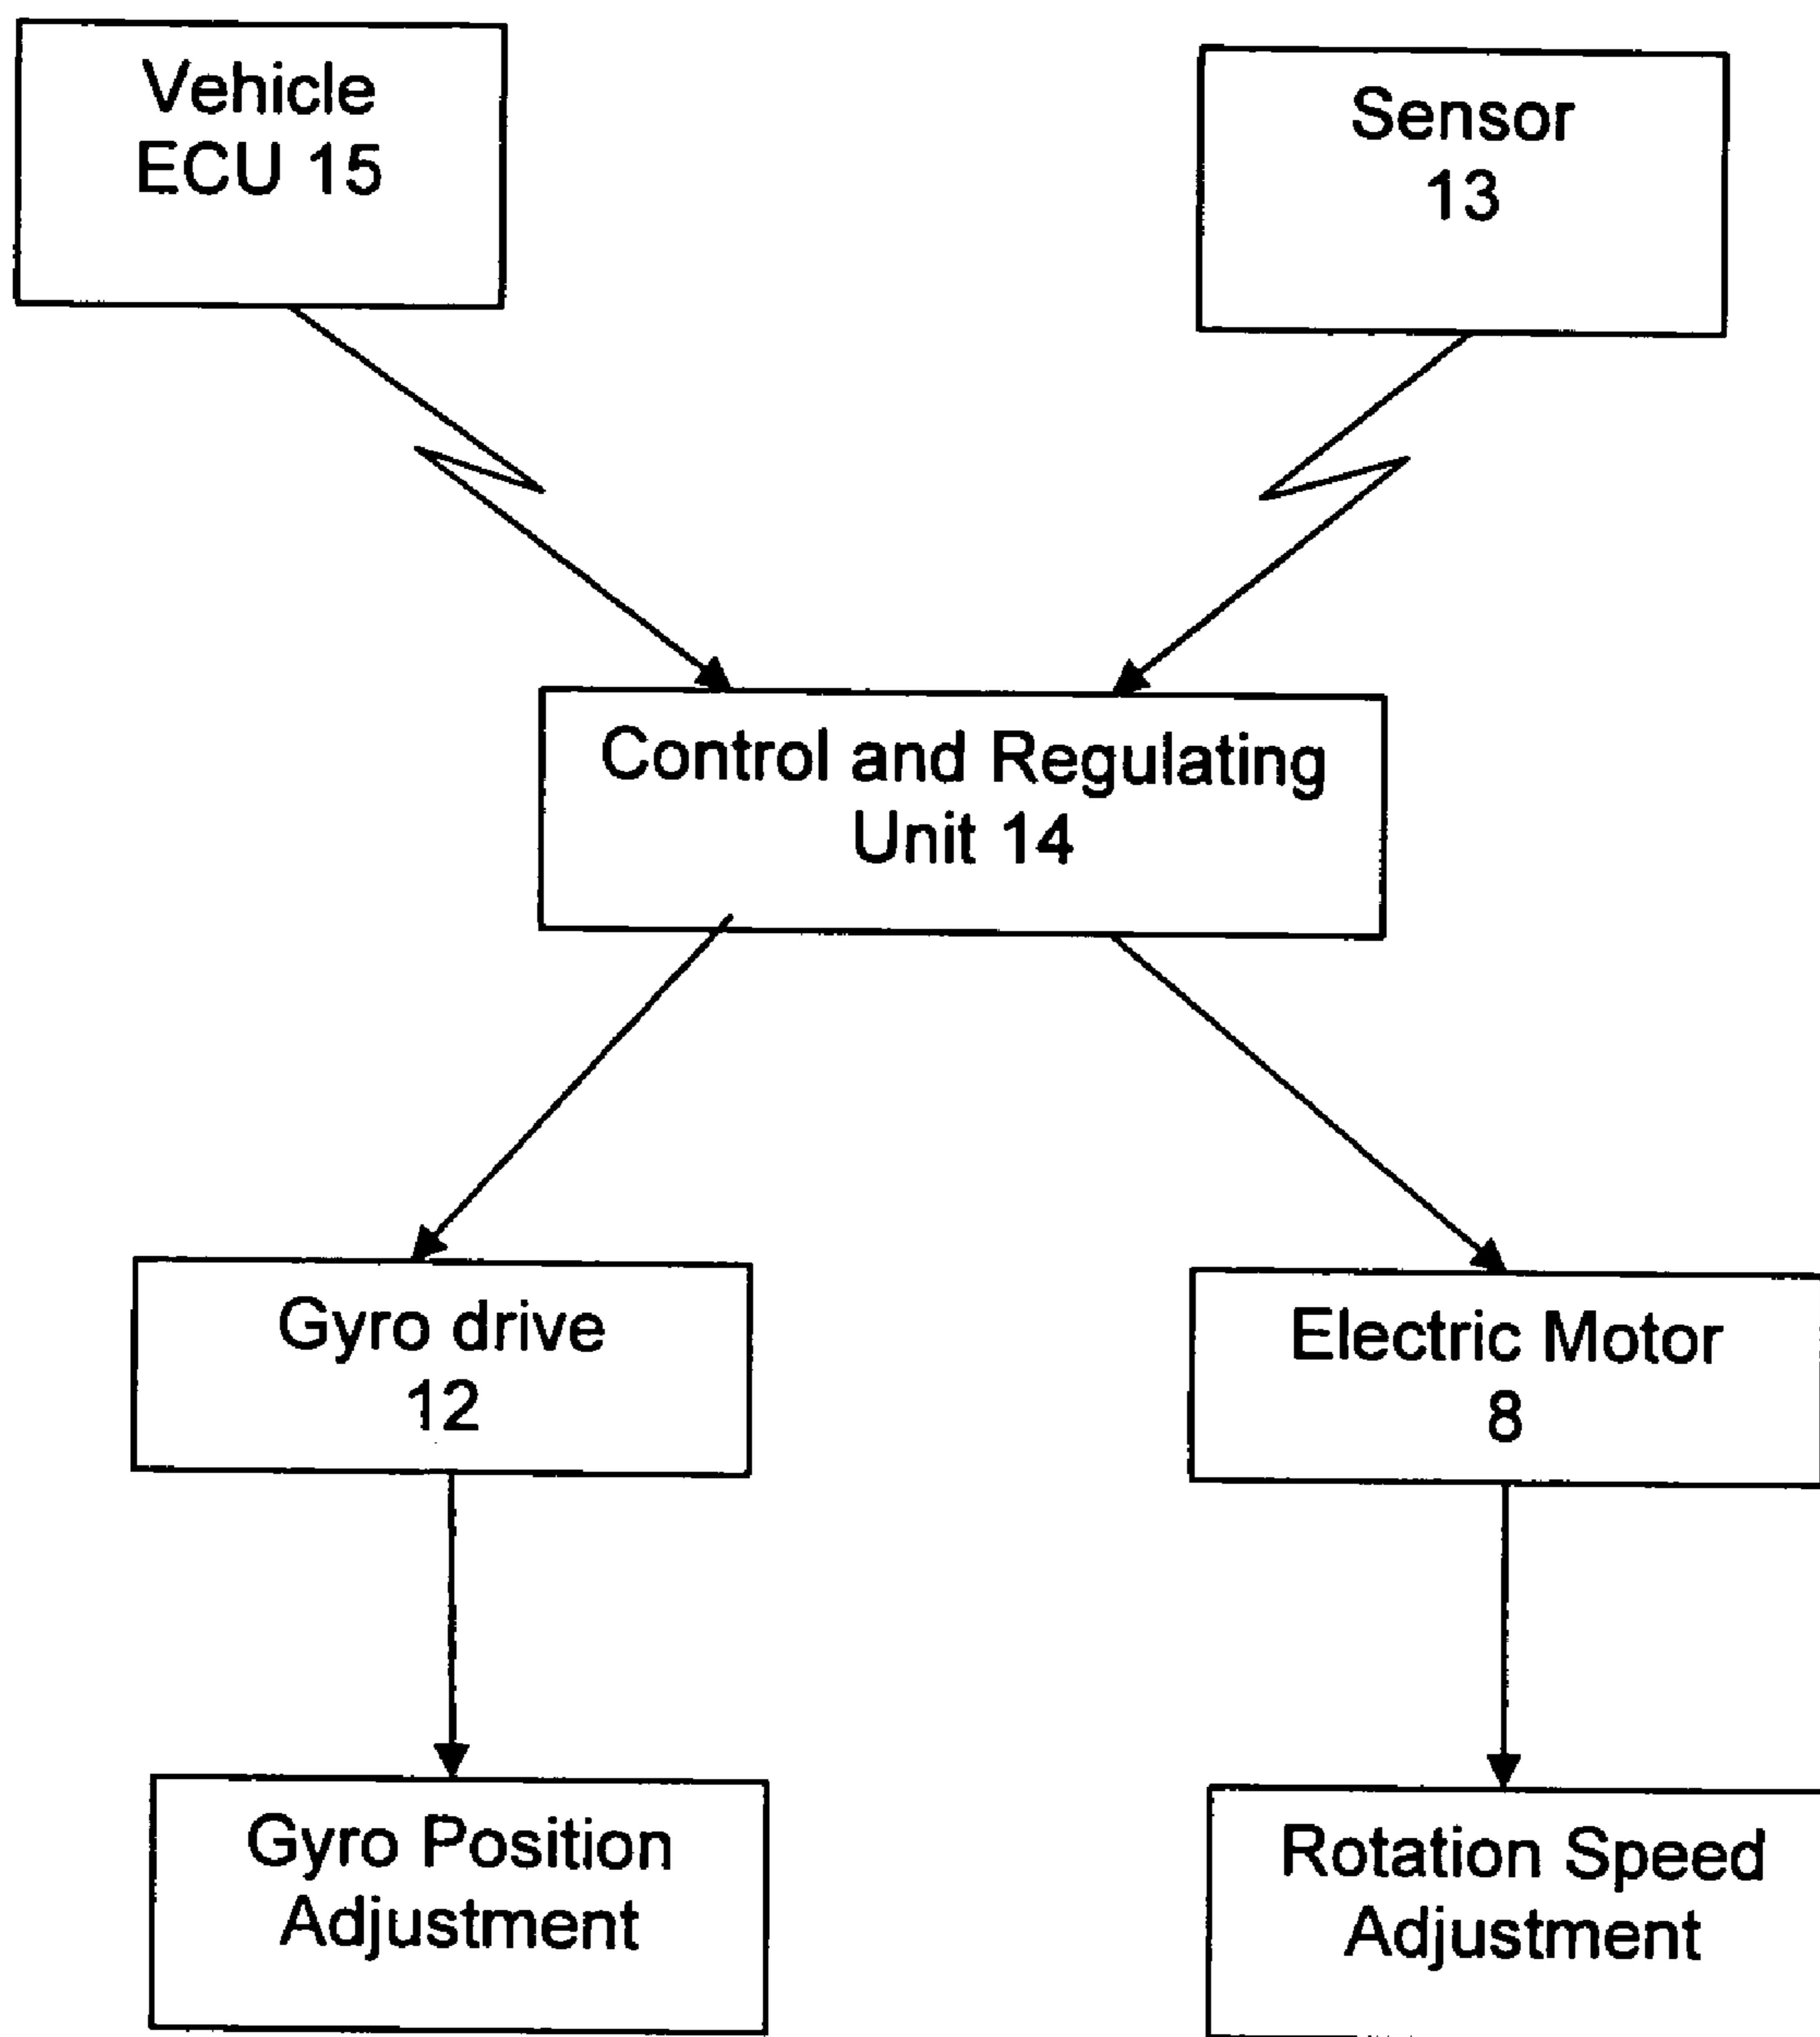 Vehicle
ECU 15
Sensor
13
Control and Regulating
Unit 14
Gyro drive
12
Electric Motor
8
Gyro Position
Adjustment
Rotation Speed
Adjustment